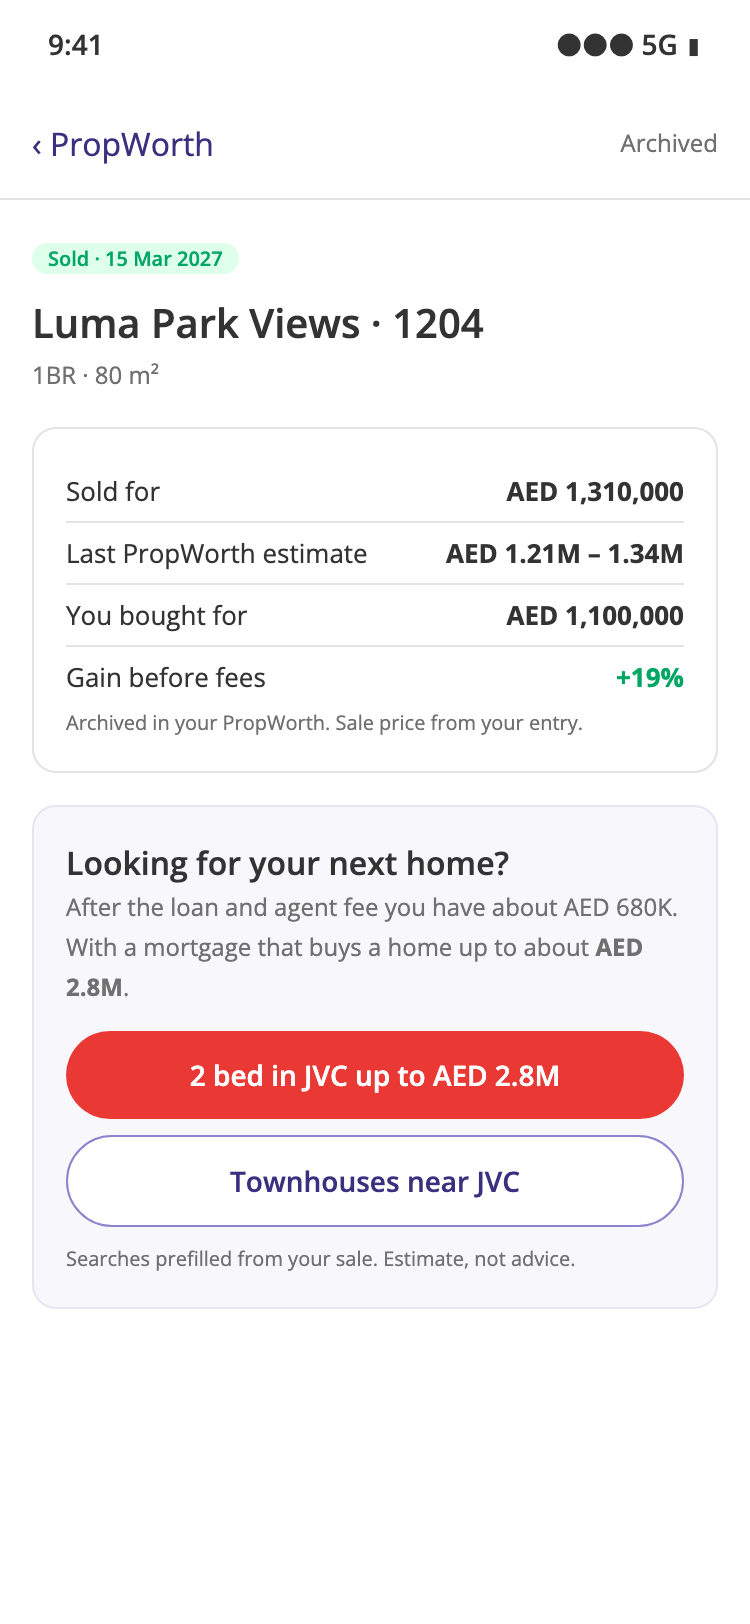 9:41
●●● 5G ▮
‹ PropWorth
Archived
Sold · 15 Mar 2027
Luma Park Views · 1204
1BR · 80 m²
Sold for AED 1,310,000
Last PropWorth estimate AED 1.21M – 1.34M
You bought for AED 1,100,000
Gain before fees +19%
Archived in your PropWorth. Sale price from your entry.
Looking for your next home?
After the loan and agent fee you have about AED 680K.
With a mortgage that buys a home up to about AED
2.8M.
2 bed in JVC up to AED 2.8M
Townhouses near JVC
Searches prefilled from your sale. Estimate, not advice.